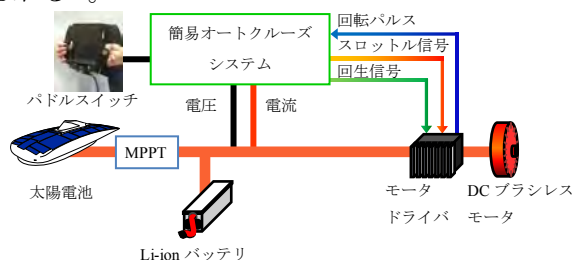 簡易オートクルーズ
システム
回転パルス
スロットル信号
回生信号
パドルスイッチ
電圧
電流
MPPT
太陽電池
モータ
ドライバ
DC ブラシレス
モータ
Li-ion バッテリ